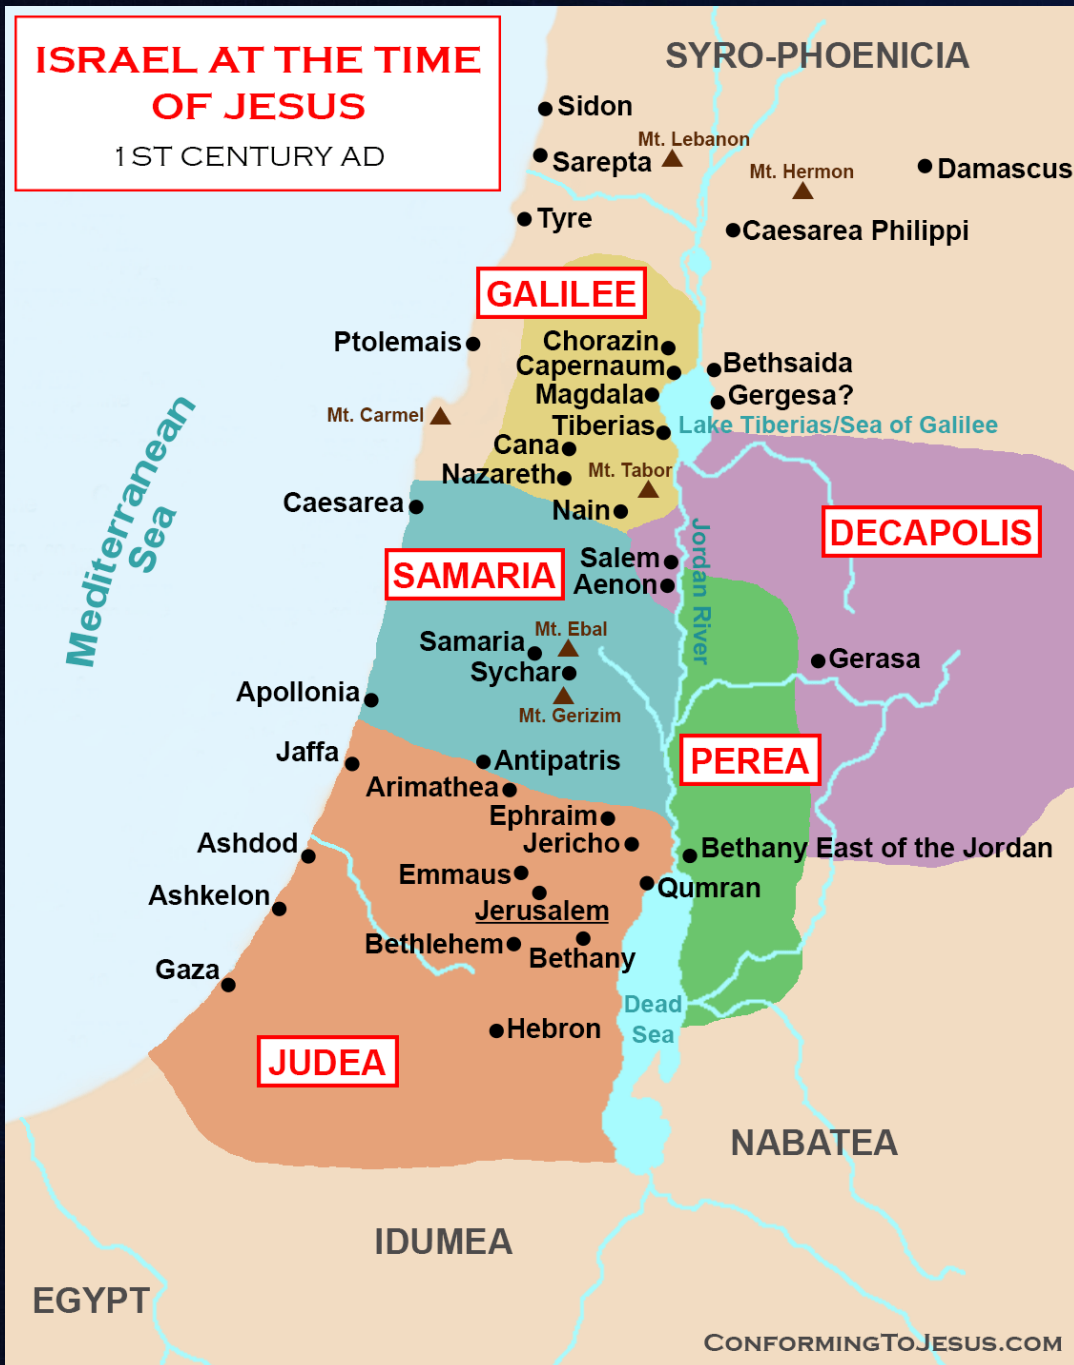 ISRAEL AT THE TIME
OF JESUS
1ST CENTURY AD
SYRO-PHOENICIA
Sidon
Mt. Lebanon
Sarepta
Mt. Hermon
Damascus
Tyre
Caesarea Philippi
GALILEE
Ptolemais
Chorazin
Capernaum
Bethsaida
Magdala
Gergesa?
Mt. Carmel
Tiberias
Lake Tiberias/Sea of Galilee
Cana
Nazareth
Mt. Tabor
Mediterranean
Sea
Caesarea
Nain
DECAPOLIS
Jordan River
Salem
SAMARIA
Aenon
Mt. Ebal
Samaria
Sychar
Gerasa
Apollonia
Mt. Gerizim
Jaffa
Antipatris
PEREA
Arimathea
Ephraim
Ashdod
Jericho
Bethany East of the Jordan
Emmaus
Qumran
Ashkelon
Jerusalem
Bethlehem
Bethany
Gaza
Dead
Sea
Hebron
JUDEA
NABATEA
IDUMEA
EGYPT
CONFORMINGTOJESUS.COM